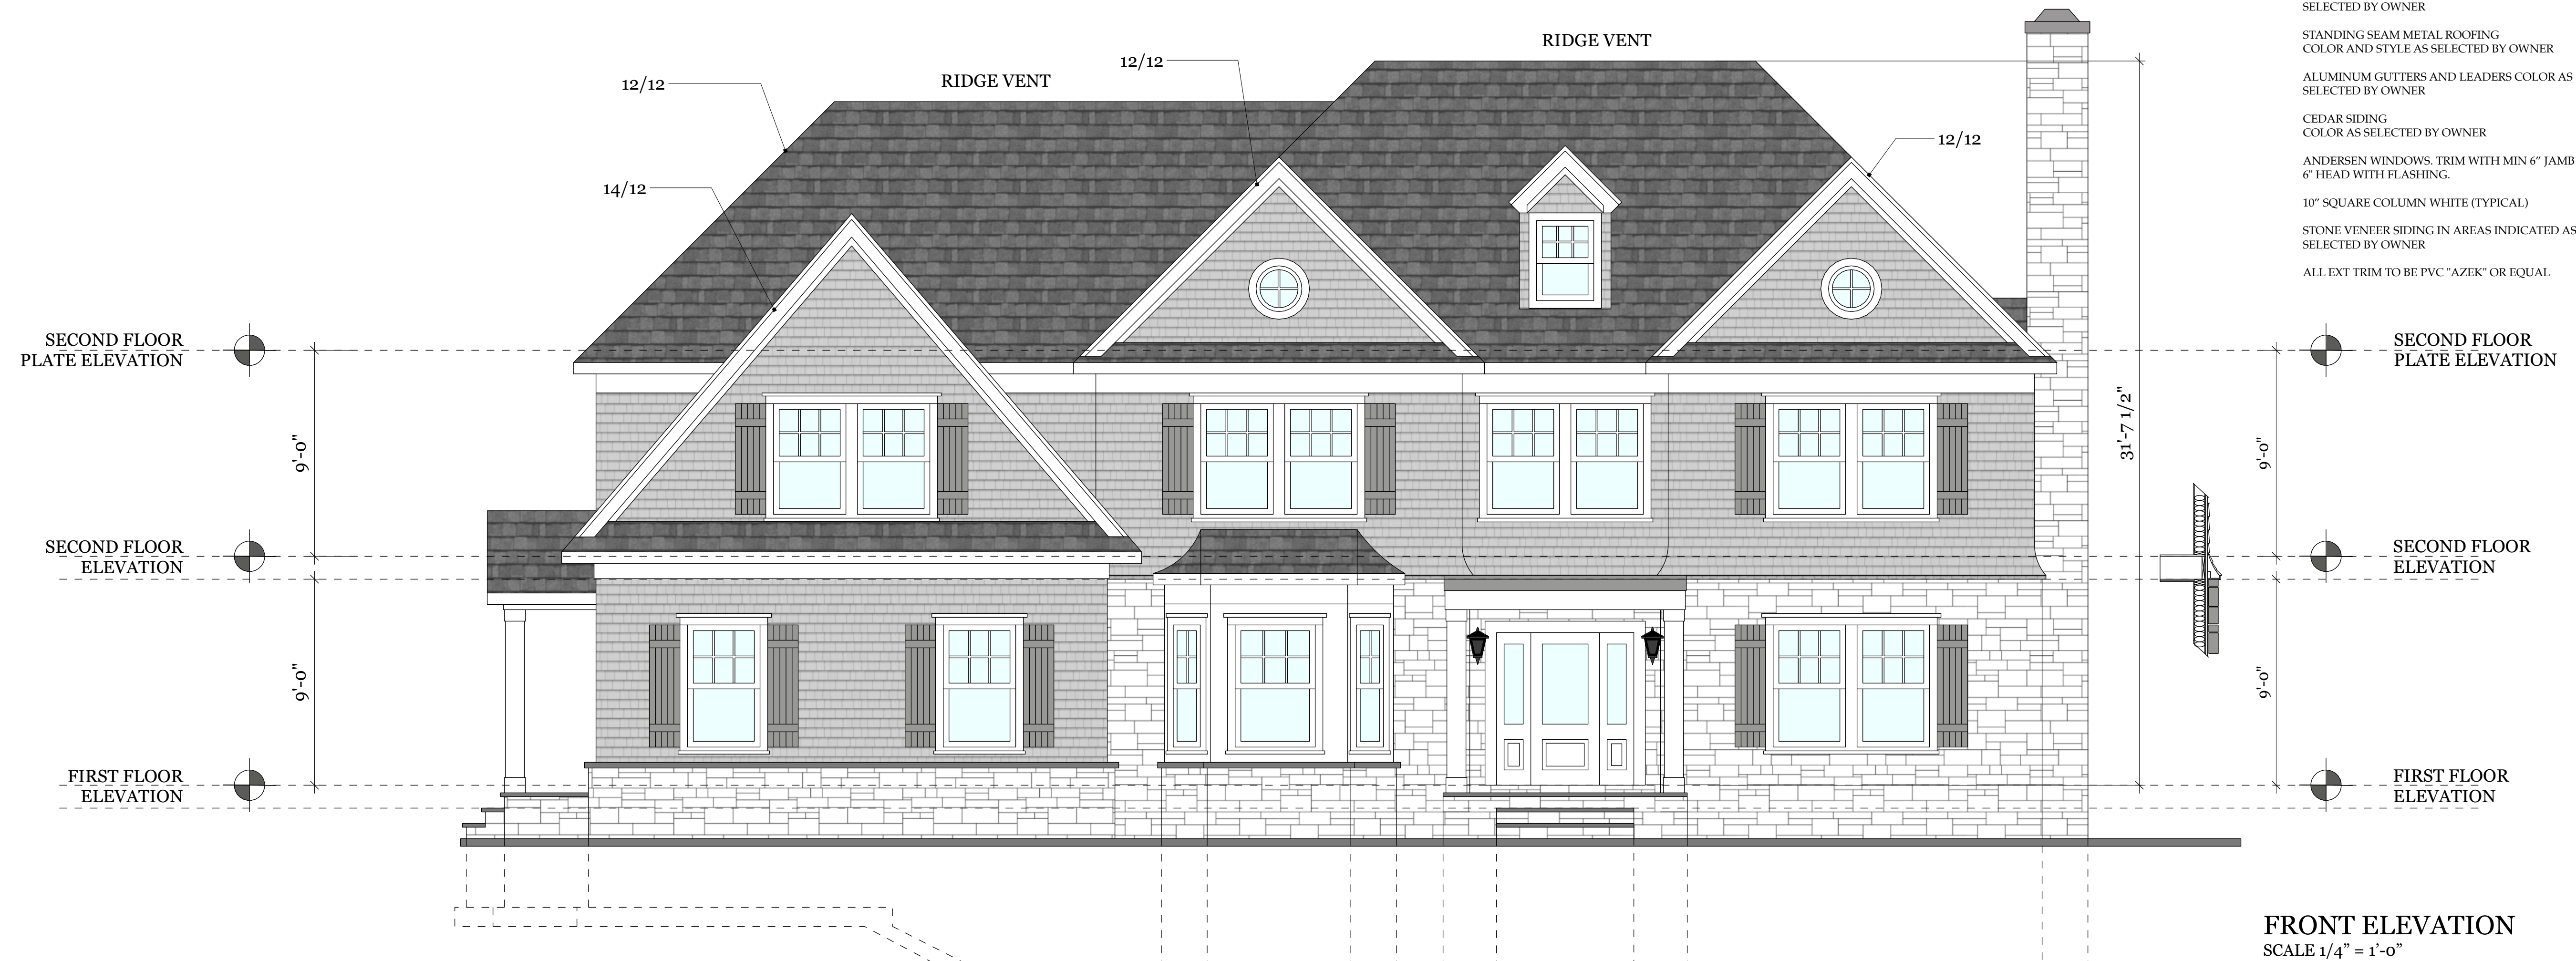 RIDGE VENT
12/12
RIDGE VENT
12/12
14/12
12/12
SECOND FLOOR
PLATE ELEVATION
9'-0"
SECOND FLOOR
ELEVATION
9'-0"
FIRST FLOOR
ELEVATION
31'-7 1/2"
9'-0"
9'-0"
SECOND FLOOR
PLATE ELEVATION
SECOND FLOOR
ELEVATION
FIRST FLOOR
ELEVATION
SELECTED BY OWNER
STANDING SEAM METAL ROOFING
COLOR AND STYLE AS SELECTED BY OWNER
ALUMINUM GUTTERS AND LEADERS COLOR AS
SELECTED BY OWNER
CEDAR SIDING
COLOR AS SELECTED BY OWNER
ANDERSEN WINDOWS. TRIM WITH MIN 6” JAMB
6" HEAD WITH FLASHING.
10” SQUARE COLUMN WHITE (TYPICAL)
STONE VENEER SIDING IN AREAS INDICATED AS
SELECTED BY OWNER
ALL EXT TRIM TO BE PVC "AZEK" OR EQUAL
FRONT ELEVATION
SCALE 1/4” = 1’-0”